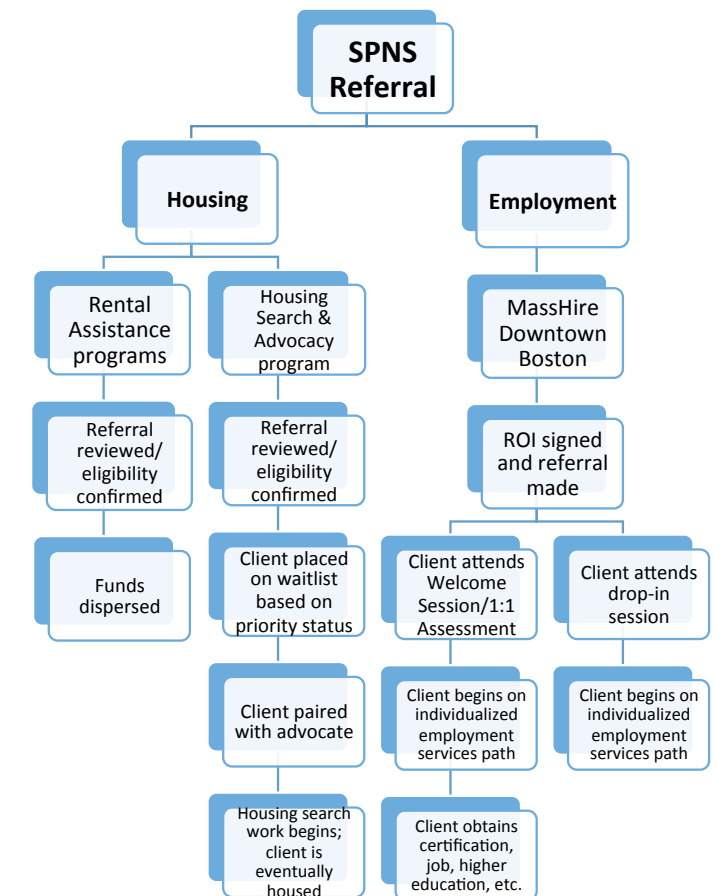 SPNS
Referral
Housing
Employment
Rental
Assistance
programs
Housing
Search &
Advocacy
program
MassHire
Downtown
Boston
Referral
reviewed/
eligibility
confirmed
Referral
reviewed/
eligibility
confirmed
ROI signed
and referral
made
Funds
dispersed
Client placed
on waitlist
based on
priority status
Client attends
Welcome
Session/1:1
Assessment
Client attends
drop-in
session
Client paired
with advocate
Client begins on
individualized
employment
services path
Client begins on
individualized
employment
services path
Housing search
work begins;
client is
eventually
housed
Client obtains
certification,
job, higher
education, etc.